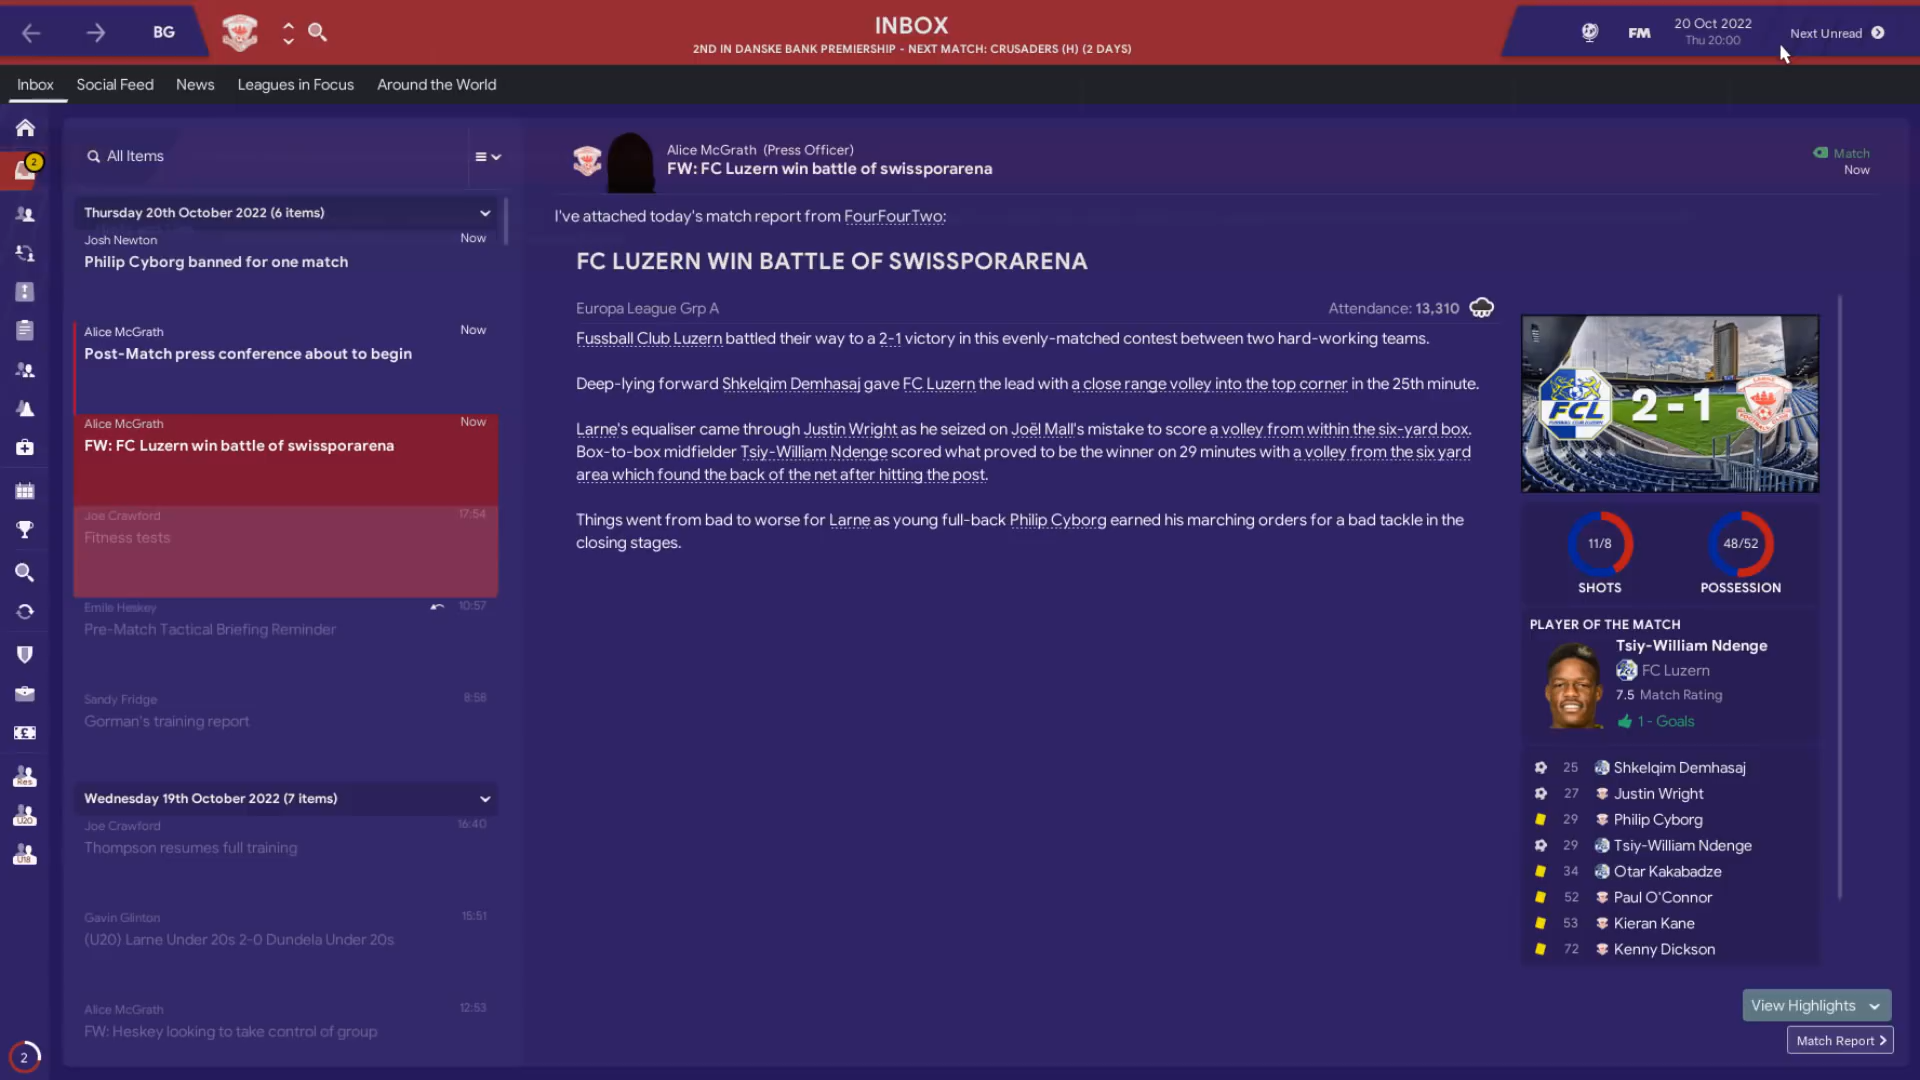 BG
INBOX
2ND IN DANSKE BANK PREMIERSHIP - NEXT MATCH: CRUSADERS (H) (2 DAYS)
FM
20 Oct 2022
Thu 20:00
Next Unread
Inbox
Social Feed
News
Leagues in Focus
Around the World
2
All Items
Thursday 20th October 2022 (6 items)
Josh Newton
Now
Philip Cyborg banned for one match
Alice McGrath
Now
Post-Match press conference about to begin
Alice McGrath
Now
FW: FC Luzern win battle of swissporarena
Joe Crawford
17:54
Fitness tests
Emile Heskey
10:57
Pre-Match Tactical Briefing Reminder
Sandy Fridge
8:58
Gorman's training report
Wednesday 19th October 2022 (7 items)
Joe Crawford
16:40
Thompson resumes full training
Gavin Glinton
15:51
(U20) Larne Under 20s 2-0 Dundela Under 20s
Alice McGrath
12:53
FW: Heskey looking to take control of group
Res
U20
U18
2
Alice McGrath (Press Officer)
FW: FC Luzern win battle of swissporarena
Match
Now
I've attached today's match report from FourFourTwo:
FC LUZERN WIN BATTLE OF SWISSPORARENA
Europa League Grp A
Attendance: 13,310
Fussball Club Luzern battled their way to a 2-1 victory in this evenly-matched contest between two hard-working teams.
Deep-lying forward Shkelqim Demhasaj gave FC Luzern the lead with a close range volley into the top corner in the 25th minute.
Larne's equaliser came through Justin Wright as he seized on Joël Mall's mistake to score a volley from within the six-yard box.
Box-to-box midfielder Tsiy-William Ndenge scored what proved to be the winner on 29 minutes with a volley from the six yard
area which found the back of the net after hitting the post.
Things went from bad to worse for Larne as young full-back Philip Cyborg earned his marching orders for a bad tackle in the
closing stages.
FCL
2 - 1
11/8
SHOTS
48/52
POSSESSION
PLAYER OF THE MATCH
Tsiy-William Ndenge
FC Luzern
7.5 Match Rating
1 - Goals
25 Shkelqim Demhasaj
27 Justin Wright
29 Philip Cyborg
29 Tsiy-William Ndenge
34 Otar Kakabadze
52 Paul O'Connor
53 Kieran Kane
72 Kenny Dickson
View Highlights
Match Report